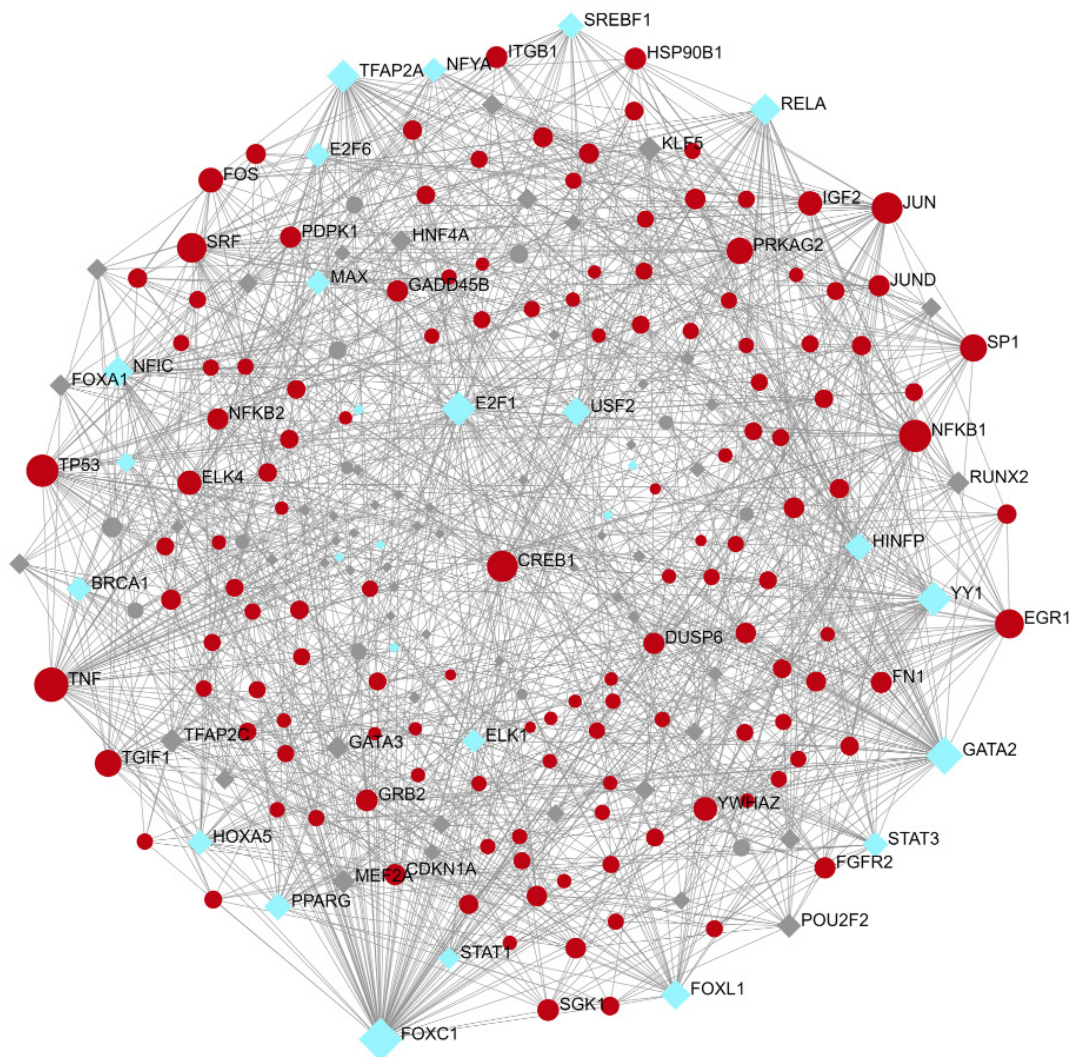 SREBF1
ITGB1
HSP90B1
NFYA
TFAP2A
RELA
KLF5
E2F6
FOS
IGF2
JUN
PDPK1
HNF4A
SRF
PRKAG2
MAX
GADD45B
JUND
SP1
NFIC
FOXA1
E2F1
USF2
NFKB2
NFKB1
TP53
ELK4
RUNX2
HINFP
CREB1
BRCA1
YY1
EGR1
DUSP6
TNF
FN1
TFAP2C
GATA3
ELK1
GATA2
TGIF1
GRB2
YWHAZ
HOXA5
STAT3
FGFR2
MEF2A
CDKN1A
PPARG
POU2F2
STAT1
FOXL1
SGK1
FOXC1